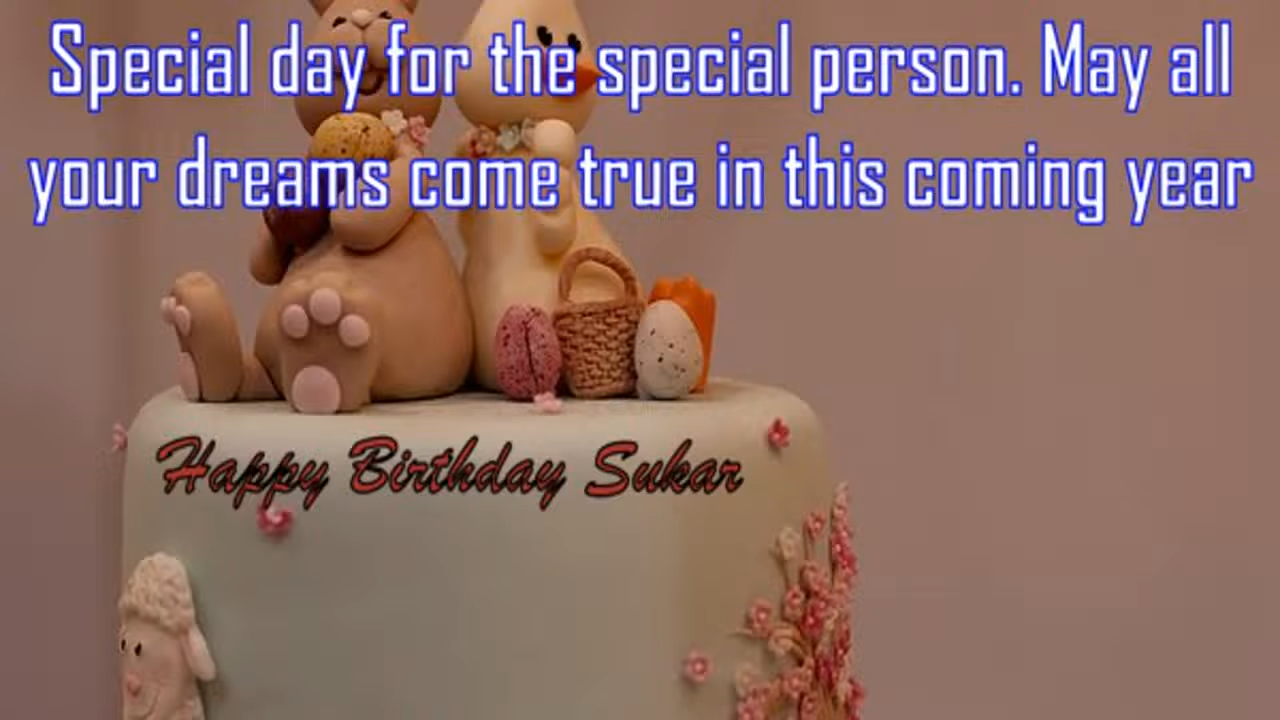 Special day for the special person. May all
your dreams come true in this coming year
Happy Birthday Sukar